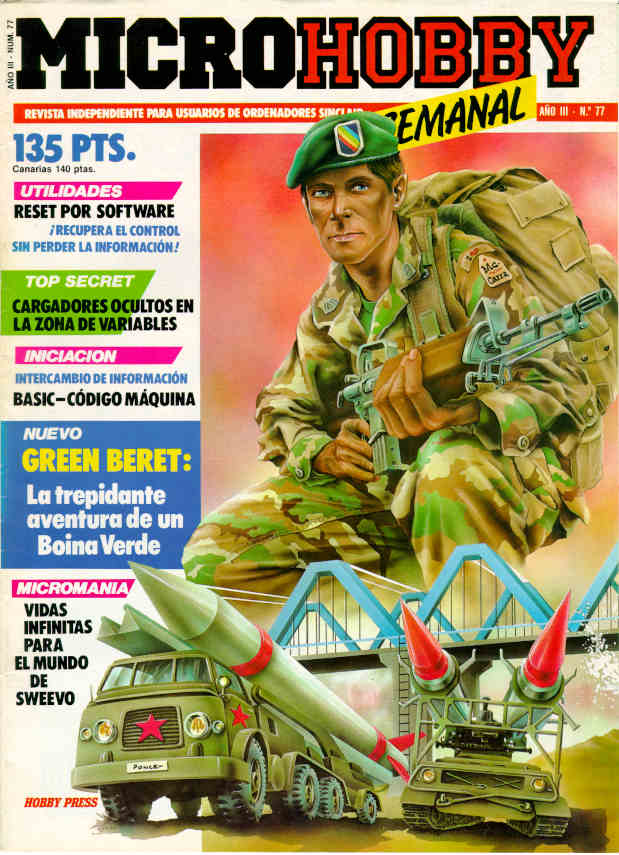 AÑO III - NUM. 77
MICROHOBBY
SEMANAL
REVISTA INDEPENDIENTE PARA USUARIOS DE ORDENADORES SINCLAIR
AÑO III - N.º 77
135 PTS.
Canarias 140 ptas.
UTILIDADES
RESET POR SOFTWARE
¡RECUPERA EL CONTROL
SIN PERDER LA INFORMACIÓN!
TOP SECRET
CARGADORES OCULTOS EN
LA ZONA DE VARIABLES
INICIACION
INTERCAMBIO DE INFORMACIÓN
BASIC-CÓDIGO MÁQUINA
NUEVO
GREEN BERET:
La trepidante
aventura de un
Boina Verde
MICROMANIA
VIDAS
INFINITAS
PARA
EL MUNDO
DE
SWEEVO
Mc-
Carra
PONCE
HOBBY PRESS